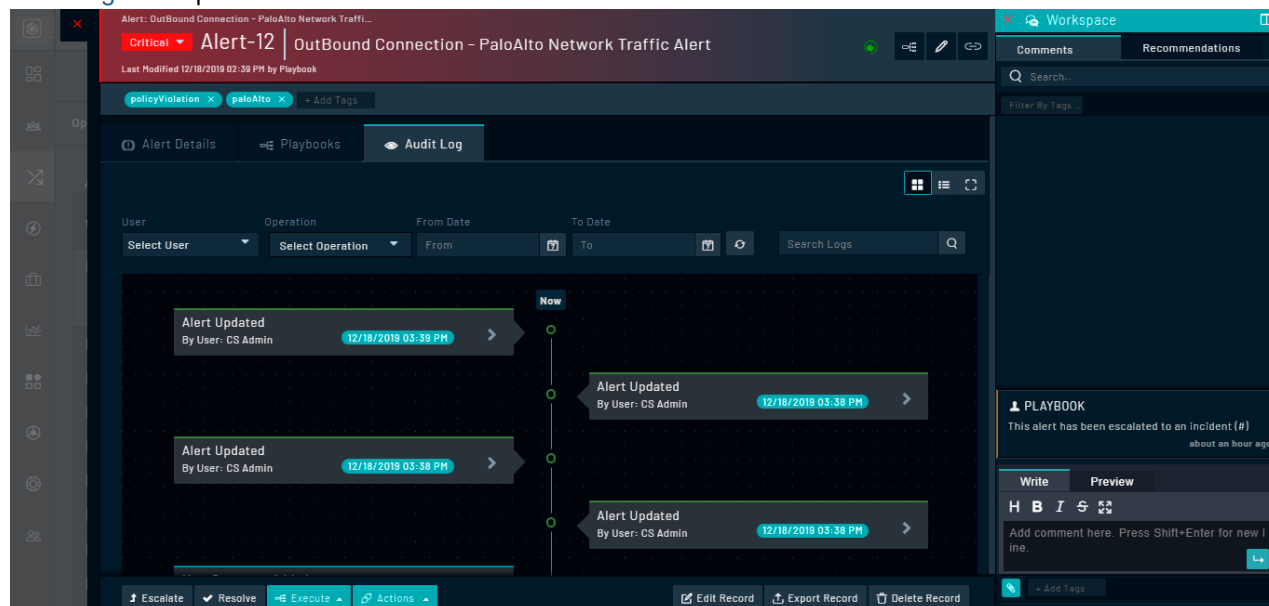 Alert: OutBound Connection - PaloAlto Network Traffi...
Critical Alert-12 OutBound Connection - PaloAlto Network Traffic Alert
Last Modified 12/18/2019 02:39 PM by Playbook
policyViolation × paloAlto × + Add Tags
Alert Details Playbooks Audit Log
User Operation From Date To Date
Select User Select Operation From To Search Logs
Now
Alert Updated
By User: CS Admin 12/18/2019 03:39 PM
Alert Updated
By User: CS Admin 12/18/2019 03:38 PM
Alert Updated
By User: CS Admin 12/18/2019 03:38 PM
Alert Updated
By User: CS Admin 12/18/2019 03:38 PM
Escalate Resolve Execute Actions Edit Record Export Record Delete Record
Workspace
Comments Recommendations
Search..
Filter By Tags ..
PLAYBOOK
This alert has been escalated to an incident (#)
about an hour ago
Write Preview
H B I S
Add comment here. Press Shift+Enter for new l
ine.
+ Add Tags